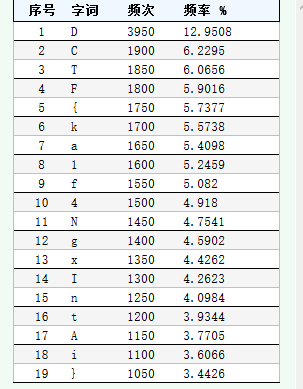 序号 字词 频次 频率 %
1 D 3950 12.9508
2 C 1900 6.2295
3 T 1850 6.0656
4 F 1800 5.9016
5 { 1750 5.7377
6 k 1700 5.5738
7 a 1650 5.4098
8 1 1600 5.2459
9 f 1550 5.082
10 4 1500 4.918
11 N 1450 4.7541
12 g 1400 4.5902
13 x 1350 4.4262
14 I 1300 4.2623
15 n 1250 4.0984
16 t 1200 3.9344
17 A 1150 3.7705
18 i 1100 3.6066
19 } 1050 3.4426